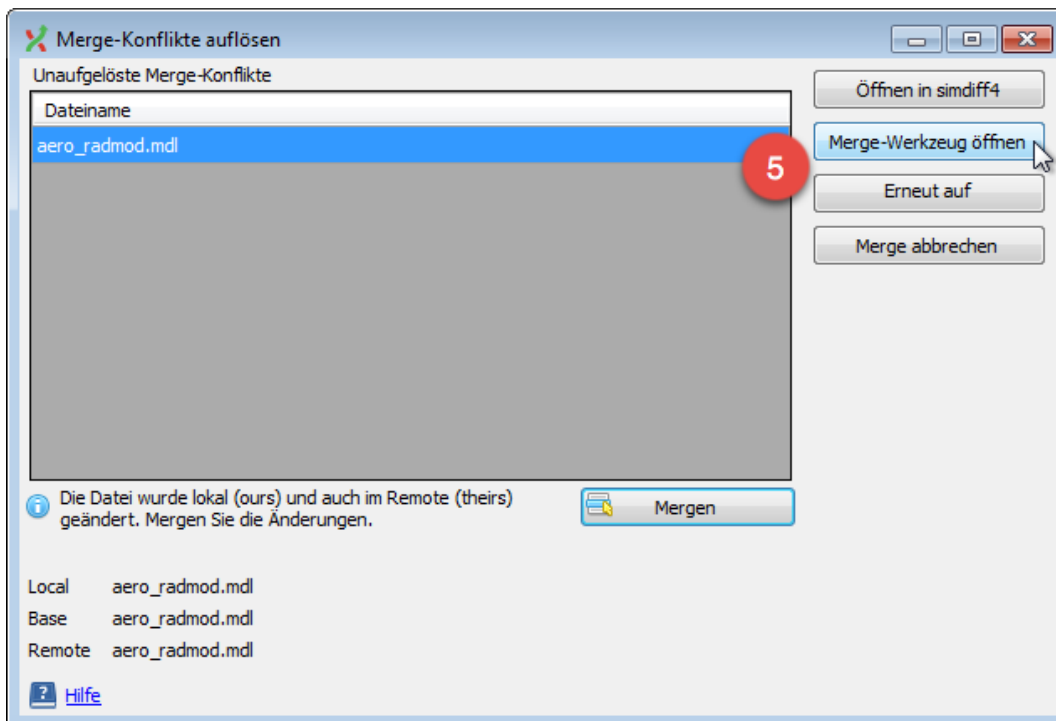 Merge-Konflikte auflösen
Unaufgelöste Merge-Konflikte
Dateiname
aero_radmod.mdl
Öffnen in simdiff4
Merge-Werkzeug öffnen
5
Erneut auf
Merge abbrechen
Die Datei wurde lokal (ours) und auch im Remote (theirs)
geändert. Mergen Sie die Änderungen.
Mergen
Local aero_radmod.mdl
Base aero_radmod.mdl
Remote aero_radmod.mdl
? Hilfe